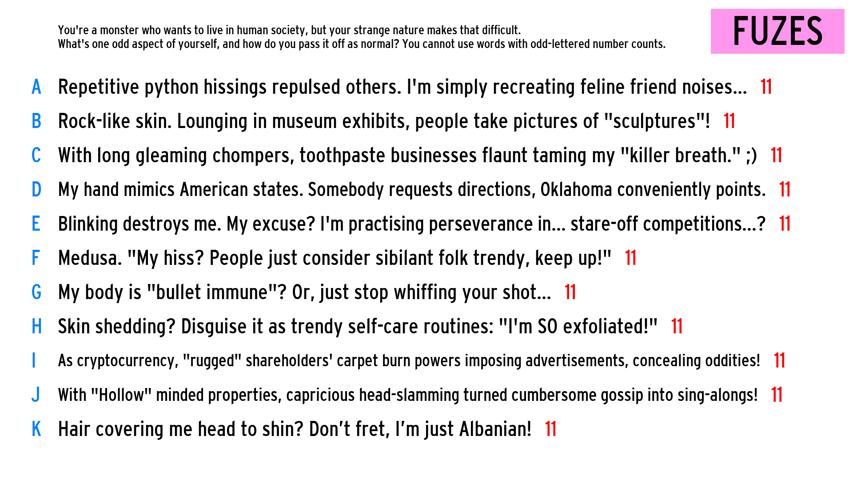 You're a monster who wants to live in human society, but your strange nature makes that difficult.
What's one odd aspect of yourself, and how do you pass it off as normal? You cannot use words with odd-lettered number counts.
FUZES
A Repetitive python hissings repulsed others. I'm simply recreating feline friend noises... 11
B Rock-like skin. Lounging in museum exhibits, people take pictures of "sculptures"! 11
C With long gleaming chompers, toothpaste businesses flaunt taming my "killer breath." ;) 11
D My hand mimics American states. Somebody requests directions, Oklahoma conveniently points. 11
E Blinking destroys me. My excuse? I'm practising perseverance in... stare-off competitions...? 11
F Medusa. "My hiss? People just consider sibilant folk trendy, keep up!" 11
G My body is "bullet immune"? Or, just stop whiffing your shot... 11
H Skin shedding? Disguise it as trendy self-care routines: "I'm SO exfoliated!" 11
I As cryptocurrency, "rugged" shareholders' carpet burn powers imposing advertisements, concealing oddities! 11
J With "Hollow" minded properties, capricious head-slamming turned cumbersome gossip into sing-alongs! 11
K Hair covering me head to shin? Don’t fret, I’m just Albanian! 11